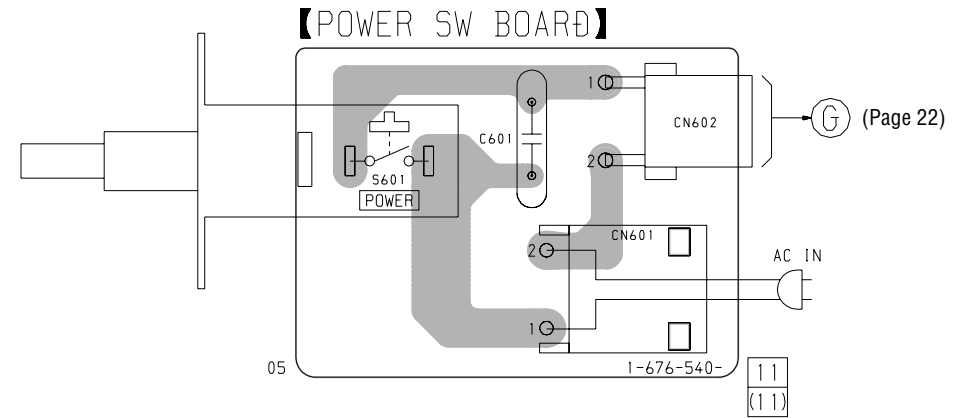 【POWER SW BOARD】
1
CN602
G (Page 22)
C601
2
S601
POWER
CN601
2
AC IN
1
05
1-676-540-
11
(11)